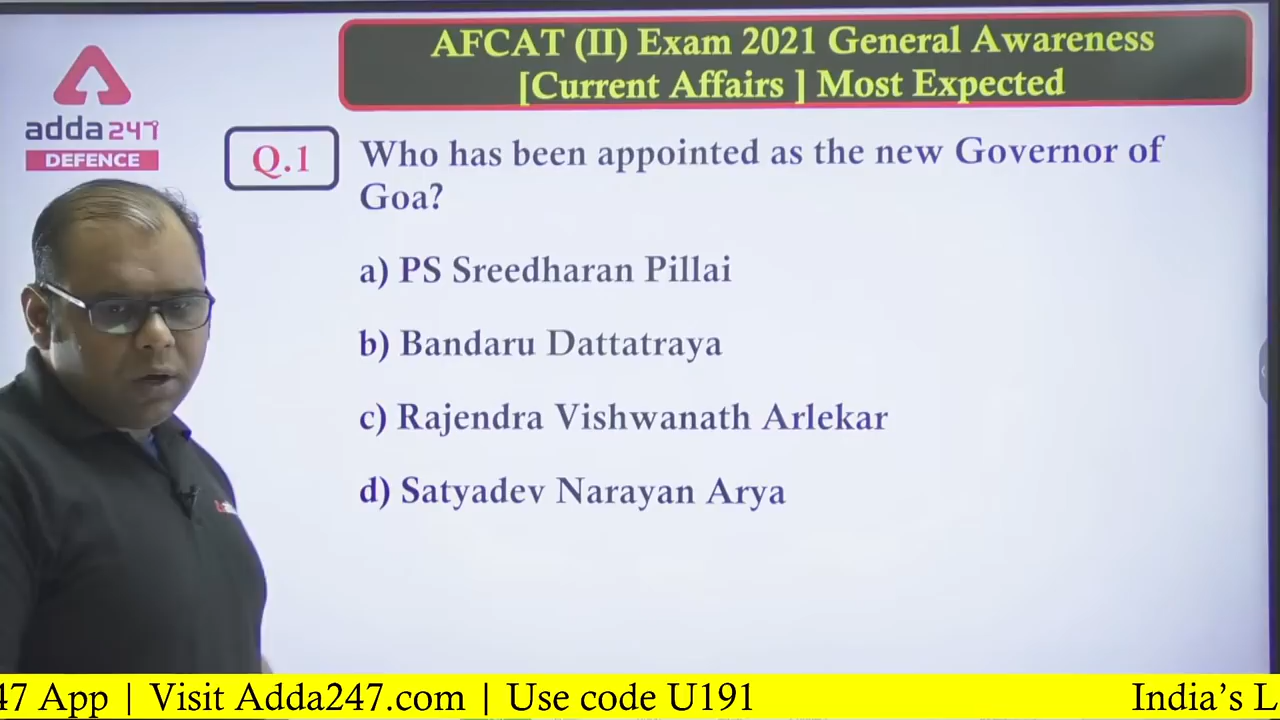 AFCAT (II) Exam 2021 General Awareness
[Current Affairs ] Most Expected
adda247
DEFENCE
Q.1
Who has been appointed as the new Governor of
Goa?
a) PS Sreedharan Pillai
b) Bandaru Dattatraya
c) Rajendra Vishwanath Arlekar
d) Satyadev Narayan Arya
47 App | Visit Adda247.com | Use code U191
India's L